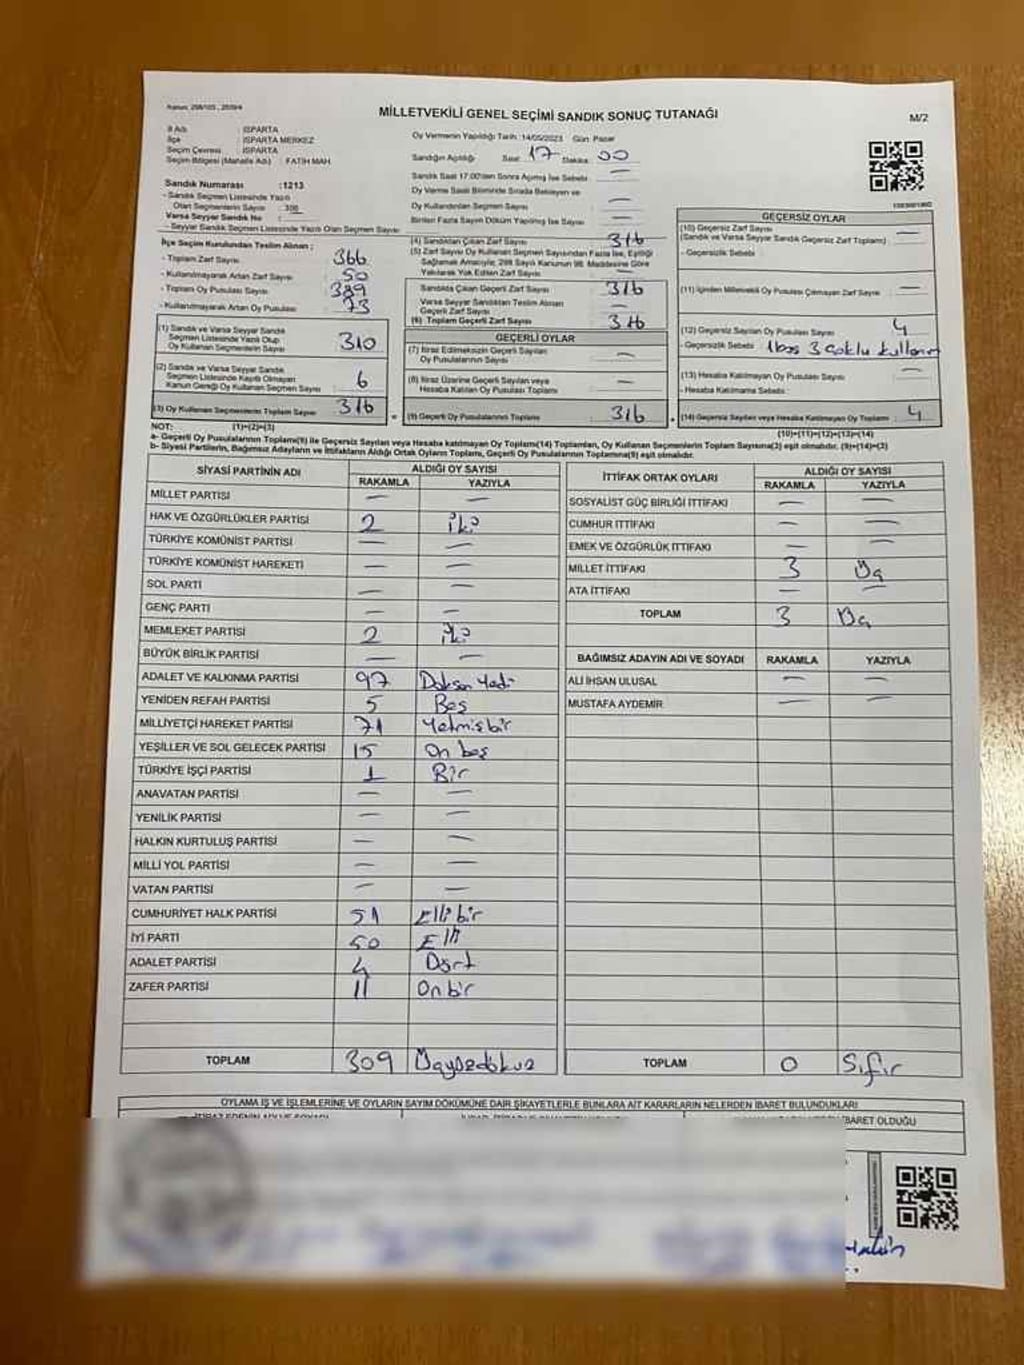 MİLLETVEKİLİ GENEL SEÇİMİ SANDIK SONUÇ TUTANAĞI
M/2
İl Adı : ISPARTA
İlçe : ISPARTA MERKEZ
Seçim Çevresi : ISPARTA
Seçim Bölgesi (Mahalle Adı) : FATİH MAH.
Sandık Numarası :1213
- Sandık Seçmen Listesinde Yazılı
Olan Seçmenlerin Sayısı :
Varsa Seyyar Sandık No :
- Seyyar Sandık Seçmen Listesinde Yazılı Olan Seçmen Sayısı:
Oy Vermenin Yapıldığı Tarih :14/05/2023 Gün: Pazar
Sandığın Açıldığı Saat 17 Dakika 00
Sandık Saat 17:00'den Sonra Açılmış İse Sebebi : —
Oy Verme Saati Bitiminde Sırada Bekleyen ve
Oy Kullandırılan Seçmen Sayısı —
Birden Fazla Sayım Döküm Yapılmış İse Sayısı —
İlçe Seçim Kurulundan Teslim Alınan ;
- Toplam Zarf Sayısı 366
- Kullanılmayarak Artan Zarf Sayısı 50
- Toplam Oy Pusulası Sayısı 389
- Kullanılmayarak Artan Oy Pusulası 73
(1) Sandık ve Varsa Seyyar Sandık
Seçmen Listesinde Yazılı Olup
Oy Kullanan Seçmenlerin Sayısı 310
(2) Sandık ve Varsa Seyyar Sandık
Seçmen Listesinde Kayıtlı Olmayan
Kanun Gereği Oy Kullanan Seçmen Sayısı 6
(3) Oy Kullanan Seçmenlerin Toplam Sayısı 316
(4) Sandıktan Çıkan Zarf Sayısı 316
(5) Zarf Sayısı Oy Kullanan Seçmen Sayısından Fazla İse, Eşitliği
Sağlamak Amacıyla, 298 Sayılı Kanunun 98. Maddesine Göre
Yakılarak Yok Edilen Zarf Sayısı —
Sandıkta Çıkan Geçerli Zarf Sayısı 316
Varsa Seyyar Sandıktan Teslim Alınan
Geçerli Zarf Sayısı —
(6) Toplam Geçerli Zarf Sayısı 316
GEÇERLİ OYLAR
(7) İtiraz Edilmeksizin Geçerli Sayılan
Oy Pusulalarının Sayısı —
(8) İtiraz Üzerine Geçerli Sayılan veya
Hesaba Katılan Oy Pusulası Toplamı —
(9) Geçerli Oy Pusulalarının Toplamı 316
GEÇERSİZ OYLAR
(10) Geçersiz Zarf Sayısı —
(Sandık ve Varsa Seyyar Sandık Geçersiz Zarf Toplamı)
- Geçersizlik Sebebi
(11) İçinden Milletvekili Oy Pusulası Çıkmayan Zarf Sayısı —
(12) Geçersiz Sayılan Oy Pusulası Sayısı 4
- Geçersizlik Sebebi 1 boş 3 çoklu kullanım
(13) Hesaba Katılmayan Oy Pusulası Sayısı —
- Hesaba Katılmama Sebebi :
(14) Geçersiz Sayılan veya Hesaba Katılmayan Oy Toplamı 4
NOT: (1)+(2)=(3)
(10)+(11)+(12)+(13)=(14)
a- Geçerli Oy Pusulalarının Toplamı(9) ile Geçersiz Sayılan veya Hesaba katılmayan Oy Toplamı(14) Toplamları, Oy Kullanan Seçmenlerin Toplam Sayısına(3) eşit olmalıdır. (9)+(14)=(3)
b- Siyasi Partilerin, Bağımsız Adayların ve İttifakların Aldığı Ortak Oyların Toplamı, Geçerli Oy Pusulalarının Toplamına(9) eşit olmalıdır.
SİYASİ PARTİNİN ADI ALDIĞI OY SAYISI
RAKAMLA YAZIYLA
MİLLET PARTİSİ — —
HAK VE ÖZGÜRLÜKLER PARTİSİ 2 iki
TÜRKİYE KOMÜNİST PARTİSİ — —
TÜRKİYE KOMÜNİST HAREKETİ — —
SOL PARTİ — —
GENÇ PARTİ — —
MEMLEKET PARTİSİ 2 iki
BÜYÜK BİRLİK PARTİSİ — —
ADALET VE KALKINMA PARTİSİ 97 Doksan Yedi
YENİDEN REFAH PARTİSİ 5 Beş
MİLLİYETÇİ HAREKET PARTİSİ 71 Yetmişbir
YEŞİLLER VE SOL GELECEK PARTİSİ 15 On beş
TÜRKİYE İŞÇİ PARTİSİ 1 Bir
ANAVATAN PARTİSİ — —
YENİLİK PARTİSİ — —
HALKIN KURTULUŞ PARTİSİ — —
MİLLİ YOL PARTİSİ — —
VATAN PARTİSİ — —
CUMHURİYET HALK PARTİSİ 51 Elli bir
İYİ PARTİ 50 Elli
ADALET PARTİSİ 4 Dört
ZAFER PARTİSİ 11 On bir
TOPLAM 309 Üçyüzdokuz
İTTİFAK ORTAK OYLARI ALDIĞI OY SAYISI
RAKAMLA YAZIYLA
SOSYALİST GÜÇ BİRLİĞİ İTTİFAKI — —
CUMHUR İTTİFAKI — —
EMEK VE ÖZGÜRLÜK İTTİFAKI — —
MİLLET İTTİFAKI 3 Üç
ATA İTTİFAKI — —
TOPLAM 3 Üç
BAĞIMSIZ ADAYIN ADI VE SOYADI RAKAMLA YAZIYLA
ALİ İHSAN ULUSAL — —
MUSTAFA AYDEMİR — —
TOPLAM 0 Sıfır
OYLAMA İŞ VE İŞLEMLERİNE VE OYLARIN SAYIM DÖKÜMÜNE DAİR ŞİKAYETLERLE BUNLARA AİT KARARLARIN NELERDEN İBARET BULUNDUKLARI
İTİRAZ EDENİN ADI VE SOYADI
İBARET OLDUĞU